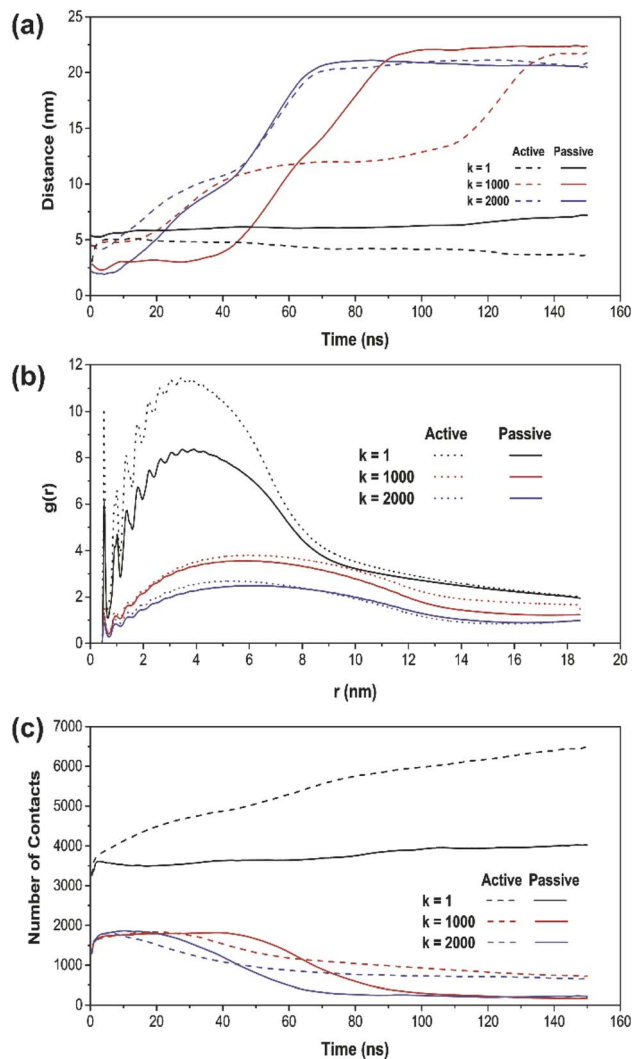 (a)
25
20
15
10
5
0
Distance (nm)
Active Passive
k = 1
k = 1000
k = 2000
0 20 40 60 80 100 120 140 160
Time (ns)
(b)
12
10
8
6
4
2
0
g(r)
Active Passive
k = 1
k = 1000
k = 2000
0 2 4 6 8 10 12 14 16 18 20
r (nm)
(c)
7000
6000
5000
4000
3000
2000
1000
0
Number of Contacts
Active Passive
k = 1
k = 1000
k = 2000
0 20 40 60 80 100 120 140 160
Time (ns)